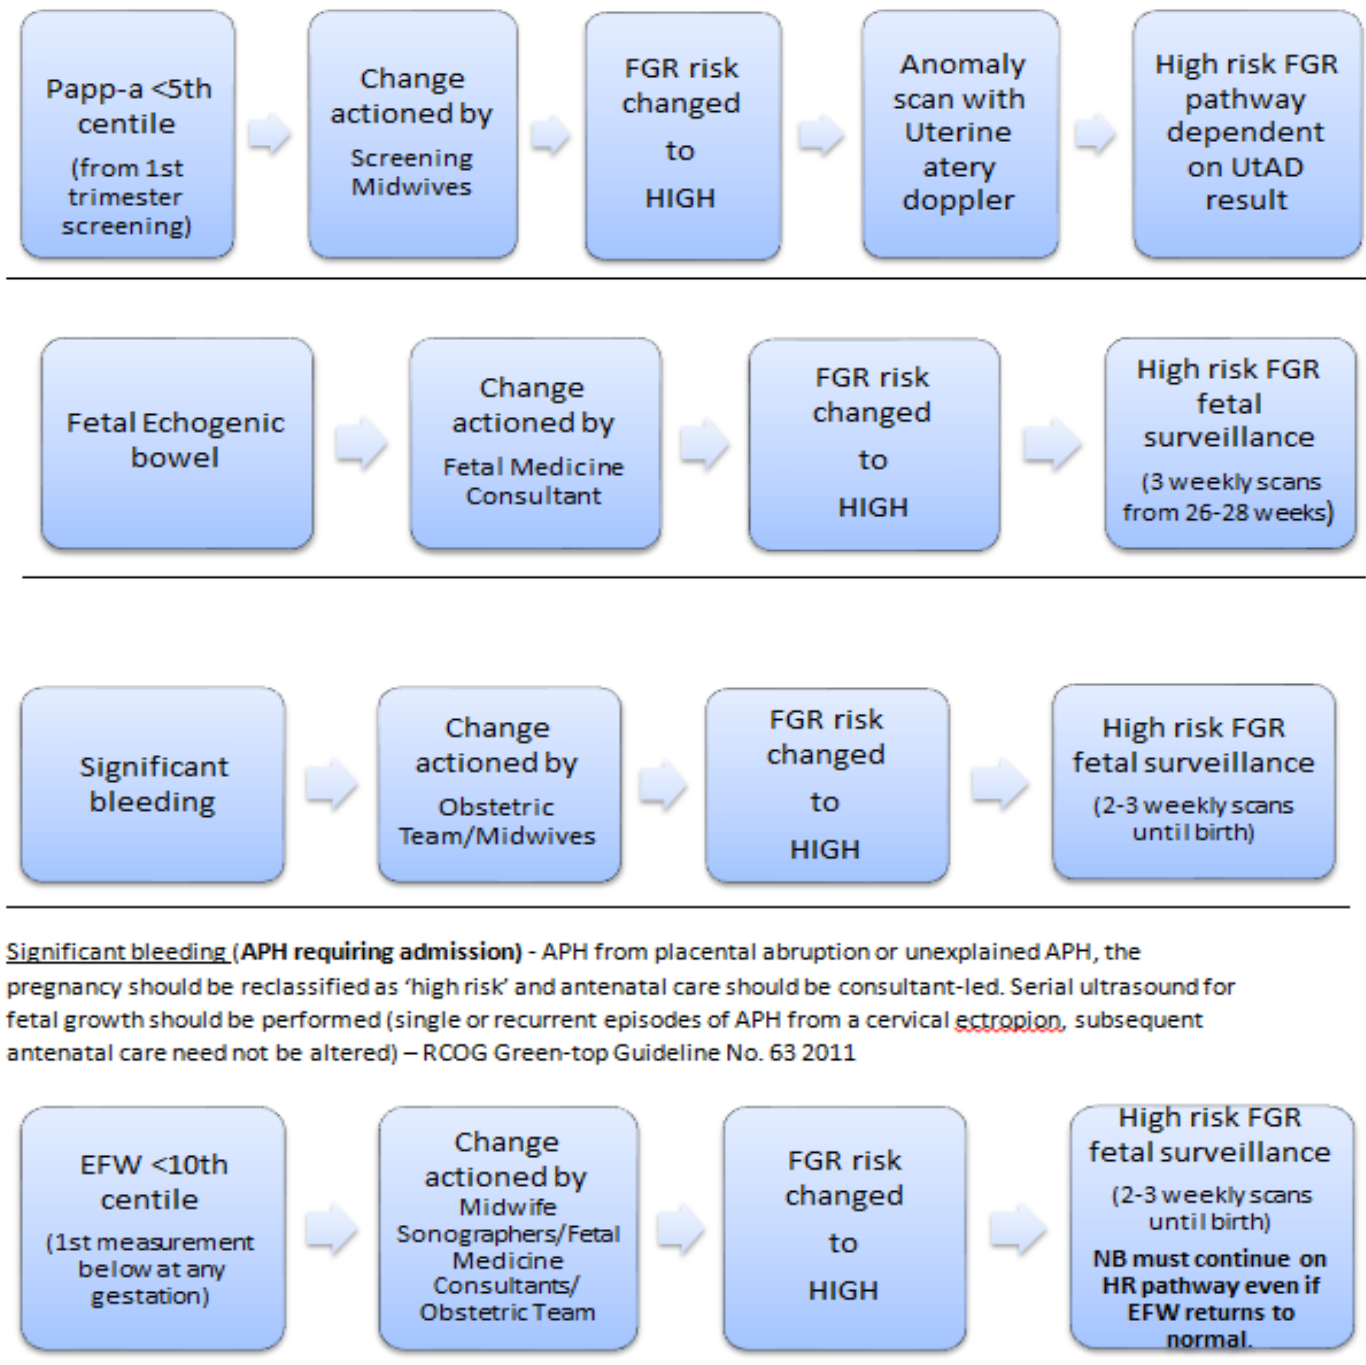 Papp-a <5th
centile
(from 1st
trimester
screening)
Change
actioned by
Screening
Midwives
FGR risk
changed
to
HIGH
Anomaly
scan with
Uterine
atery
doppler
High risk FGR
pathway
dependent
on UtAD
result
Fetal Echogenic
bowel
Change
actioned by
Fetal Medicine
Consultant
FGR risk
changed
to
HIGH
High risk FGR
fetal
surveillance
(3 weekly scans
from 26-28 weeks)
Significant
bleeding
Change
actioned by
Obstetric
Team/Midwives
FGR risk
changed
to
HIGH
High risk FGR
fetal surveillance
(2-3 weekly scans
until birth)
Significant bleeding (APH requiring admission) - APH from placental abruption or unexplained APH, the
pregnancy should be reclassified as ‘high risk’ and antenatal care should be consultant-led. Serial ultrasound for
fetal growth should be performed (single or recurrent episodes of APH from a cervical ectropion, subsequent
antenatal care need not be altered) – RCOG Green-top Guideline No. 63 2011
EFW <10th
centile
(1st measurement
below at any
gestation)
Change
actioned by
Midwife
Sonographers/Fetal
Medicine
Consultants/
Obstetric Team
FGR risk
changed
to
HIGH
High risk FGR
fetal surveillance
(2-3 weekly scans
until birth)
NB must continue on
HR pathway even if
EFW returns to
normal.